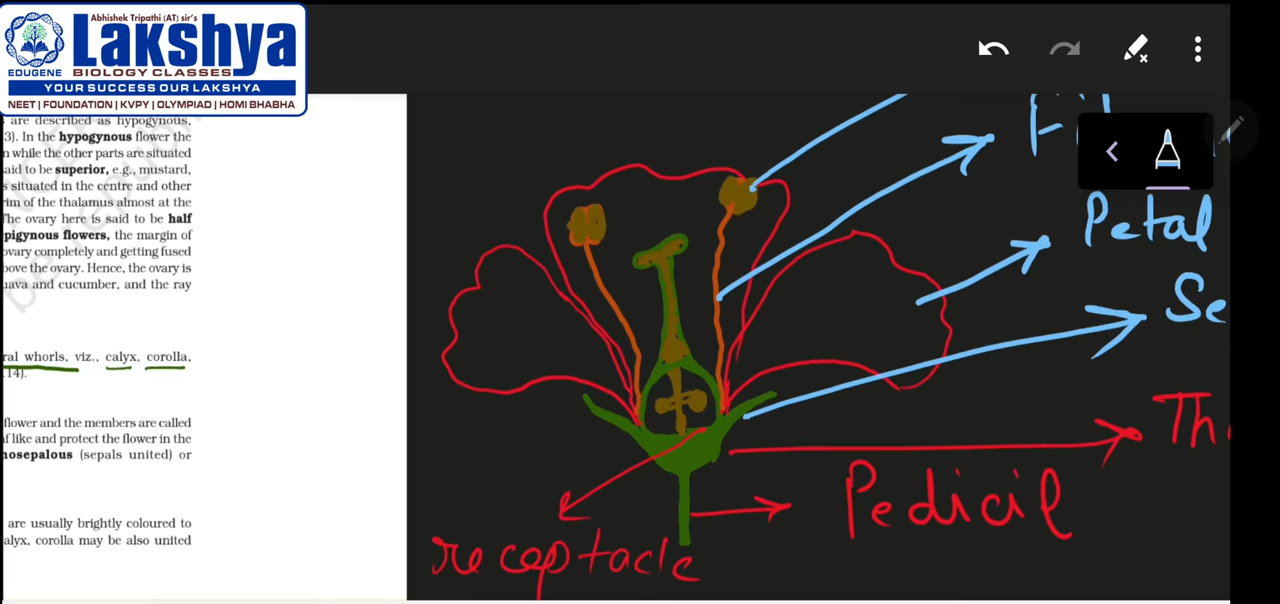 Abhishek Tripathi (AT) sir's
Lakshya
EDUGENE BIOLOGY CLASSES
YOUR SUCCESS OUR LAKSHYA
NEET | FOUNDATION | KVPY | OLYMPIAD | HOMI BHABHA
are described as hypogynous,
3). In the hypogynous flower the
n while the other parts are situated
aid to be superior, e.g., mustard,
s situated in the centre and other
rim of the thalamus almost at the
The ovary here is said to be half
pigynous flowers, the margin of
ovary completely and getting fused
bove the ovary. Hence, the ovary is
uava and cucumber, and the ray
ral whorls, viz., calyx, corolla,
.14).
flower and the members are called
af like and protect the flower in the
nosepalous (sepals united) or
are usually brightly coloured to
alyx, corolla may be also united
Petal
Se
Th
Pedicil
receptacle